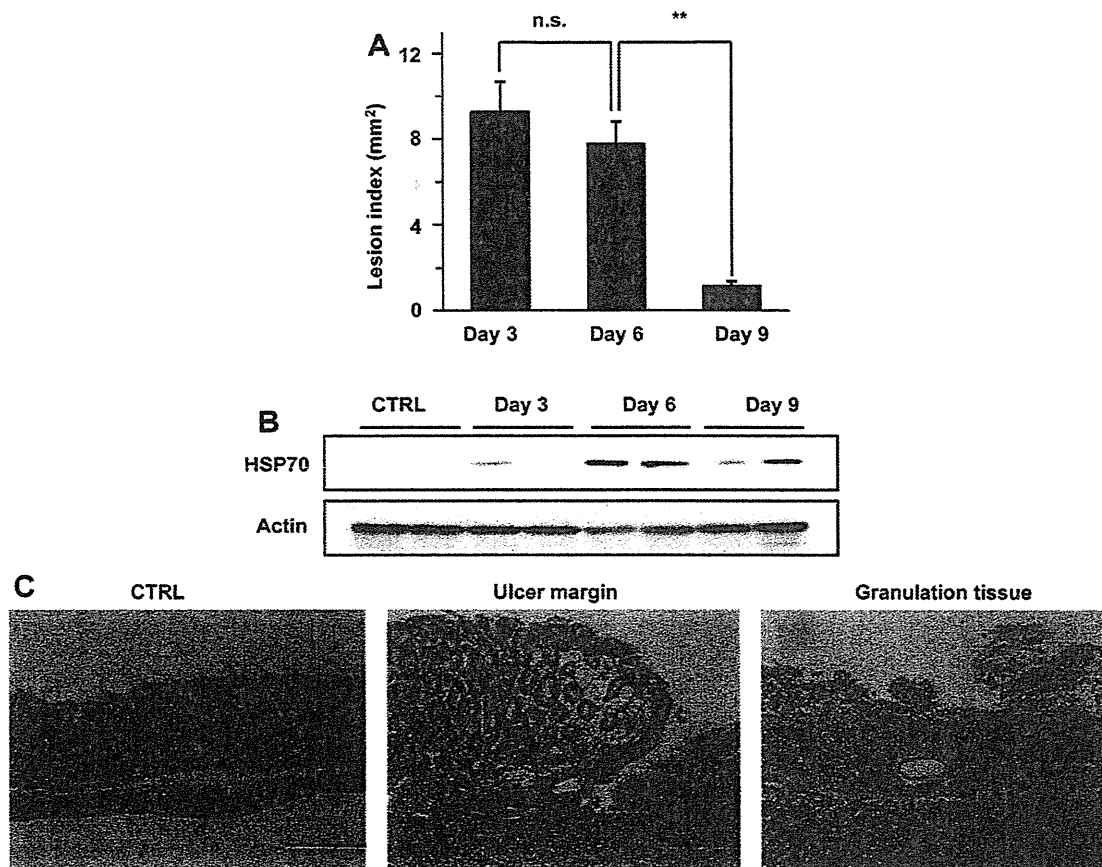 n.s.
**
A
12
8
4
0
Lesion index (mm²)
Day 3
Day 6
Day 9
B
CTRL
Day 3
Day 6
Day 9
HSP70
Actin
C
CTRL
Ulcer margin
Granulation tissue